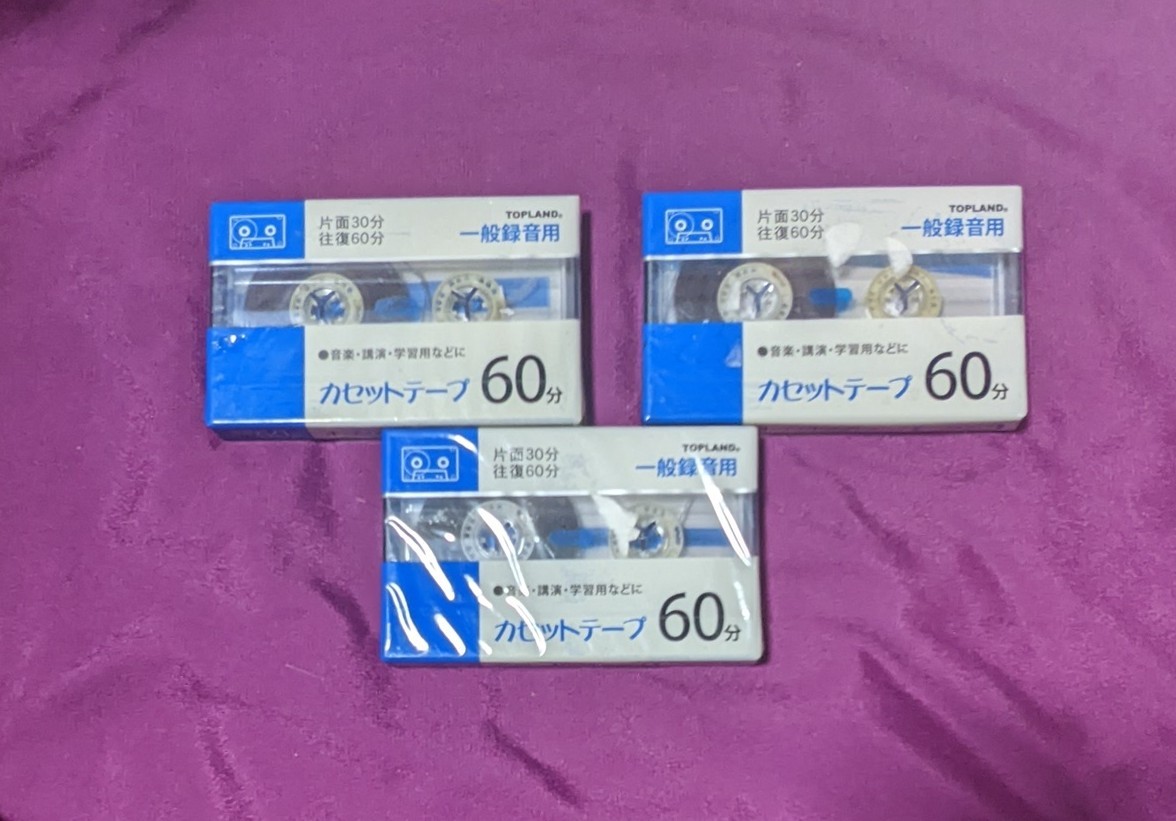 片面30分
往復60分
TOPLAND®
一般録音用
●音楽・講演・学習用などに
カセットテープ 60分
片面30分
往復60分
TOPLAND®
一般録音用
●音楽・講演・学習用などに
カセットテープ 60分
片面30分
往復60分
TOPLAND®
一般録音用
●音楽・講演・学習用などに
カセットテープ 60分